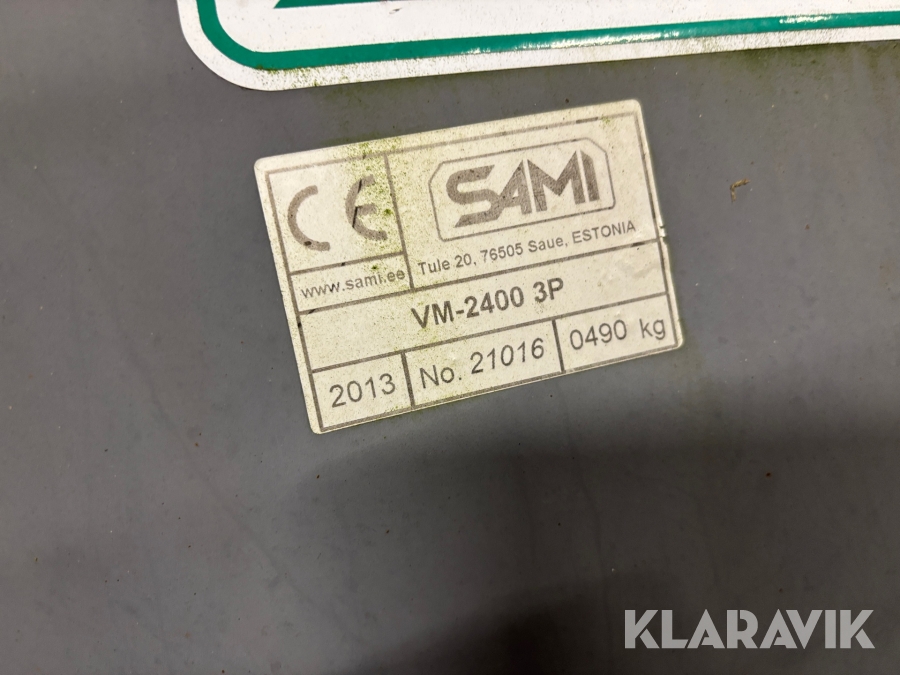 CE
SAMI
www.sami.ee
Tule 20, 76505 Saue, ESTONIA
VM-2400 3P
2013
No. 21016
0490 kg
KLARAVIK